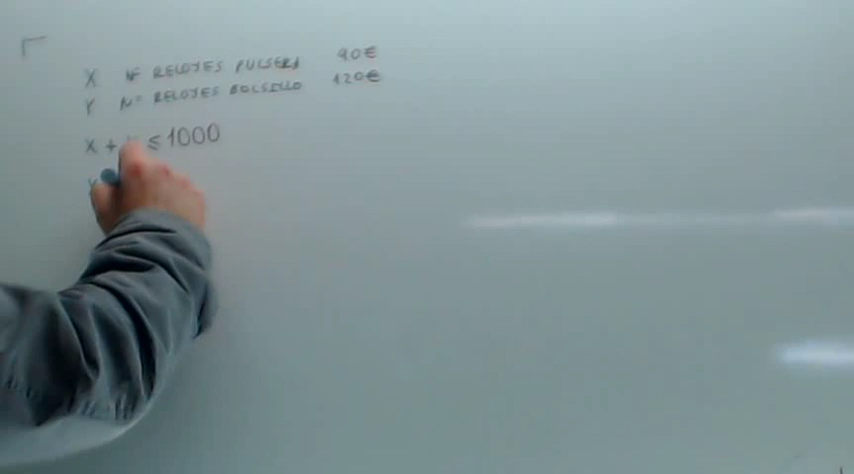 X Nº RELOJES PULSERA 90€
Y Nº RELOJES BOLSILLO 120€
X + Y ≤ 1000